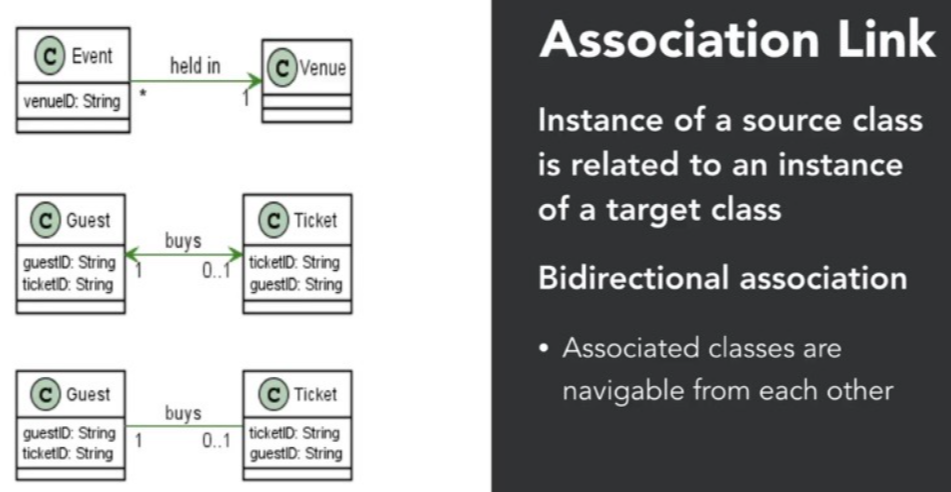 C Event
venueID: String
held in
*
1
C Venue
C Guest
guestID: String
ticketID: String
buys
1
0..1
C Ticket
ticketID: String
guestID: String
C Guest
guestID: String
ticketID: String
buys
1
0..1
C Ticket
ticketID: String
guestID: String
Association Link
Instance of a source class
is related to an instance
of a target class
Bidirectional association
• Associated classes are
navigable from each other